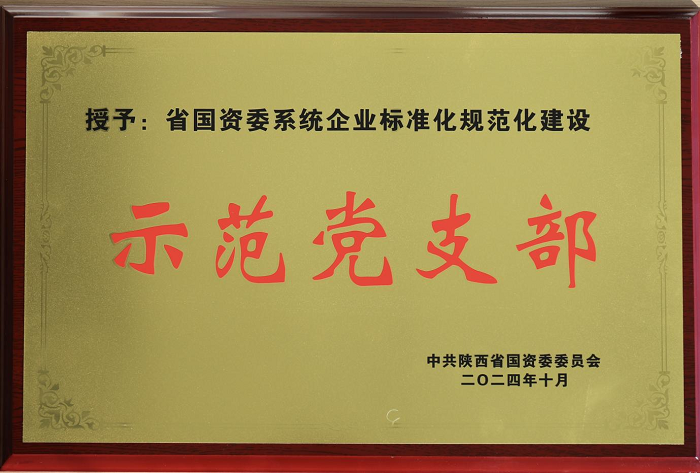 授予：省国资委系统企业标准化规范化建设
示范党支部
中共陕西省国资委委员会
二〇二四年十月